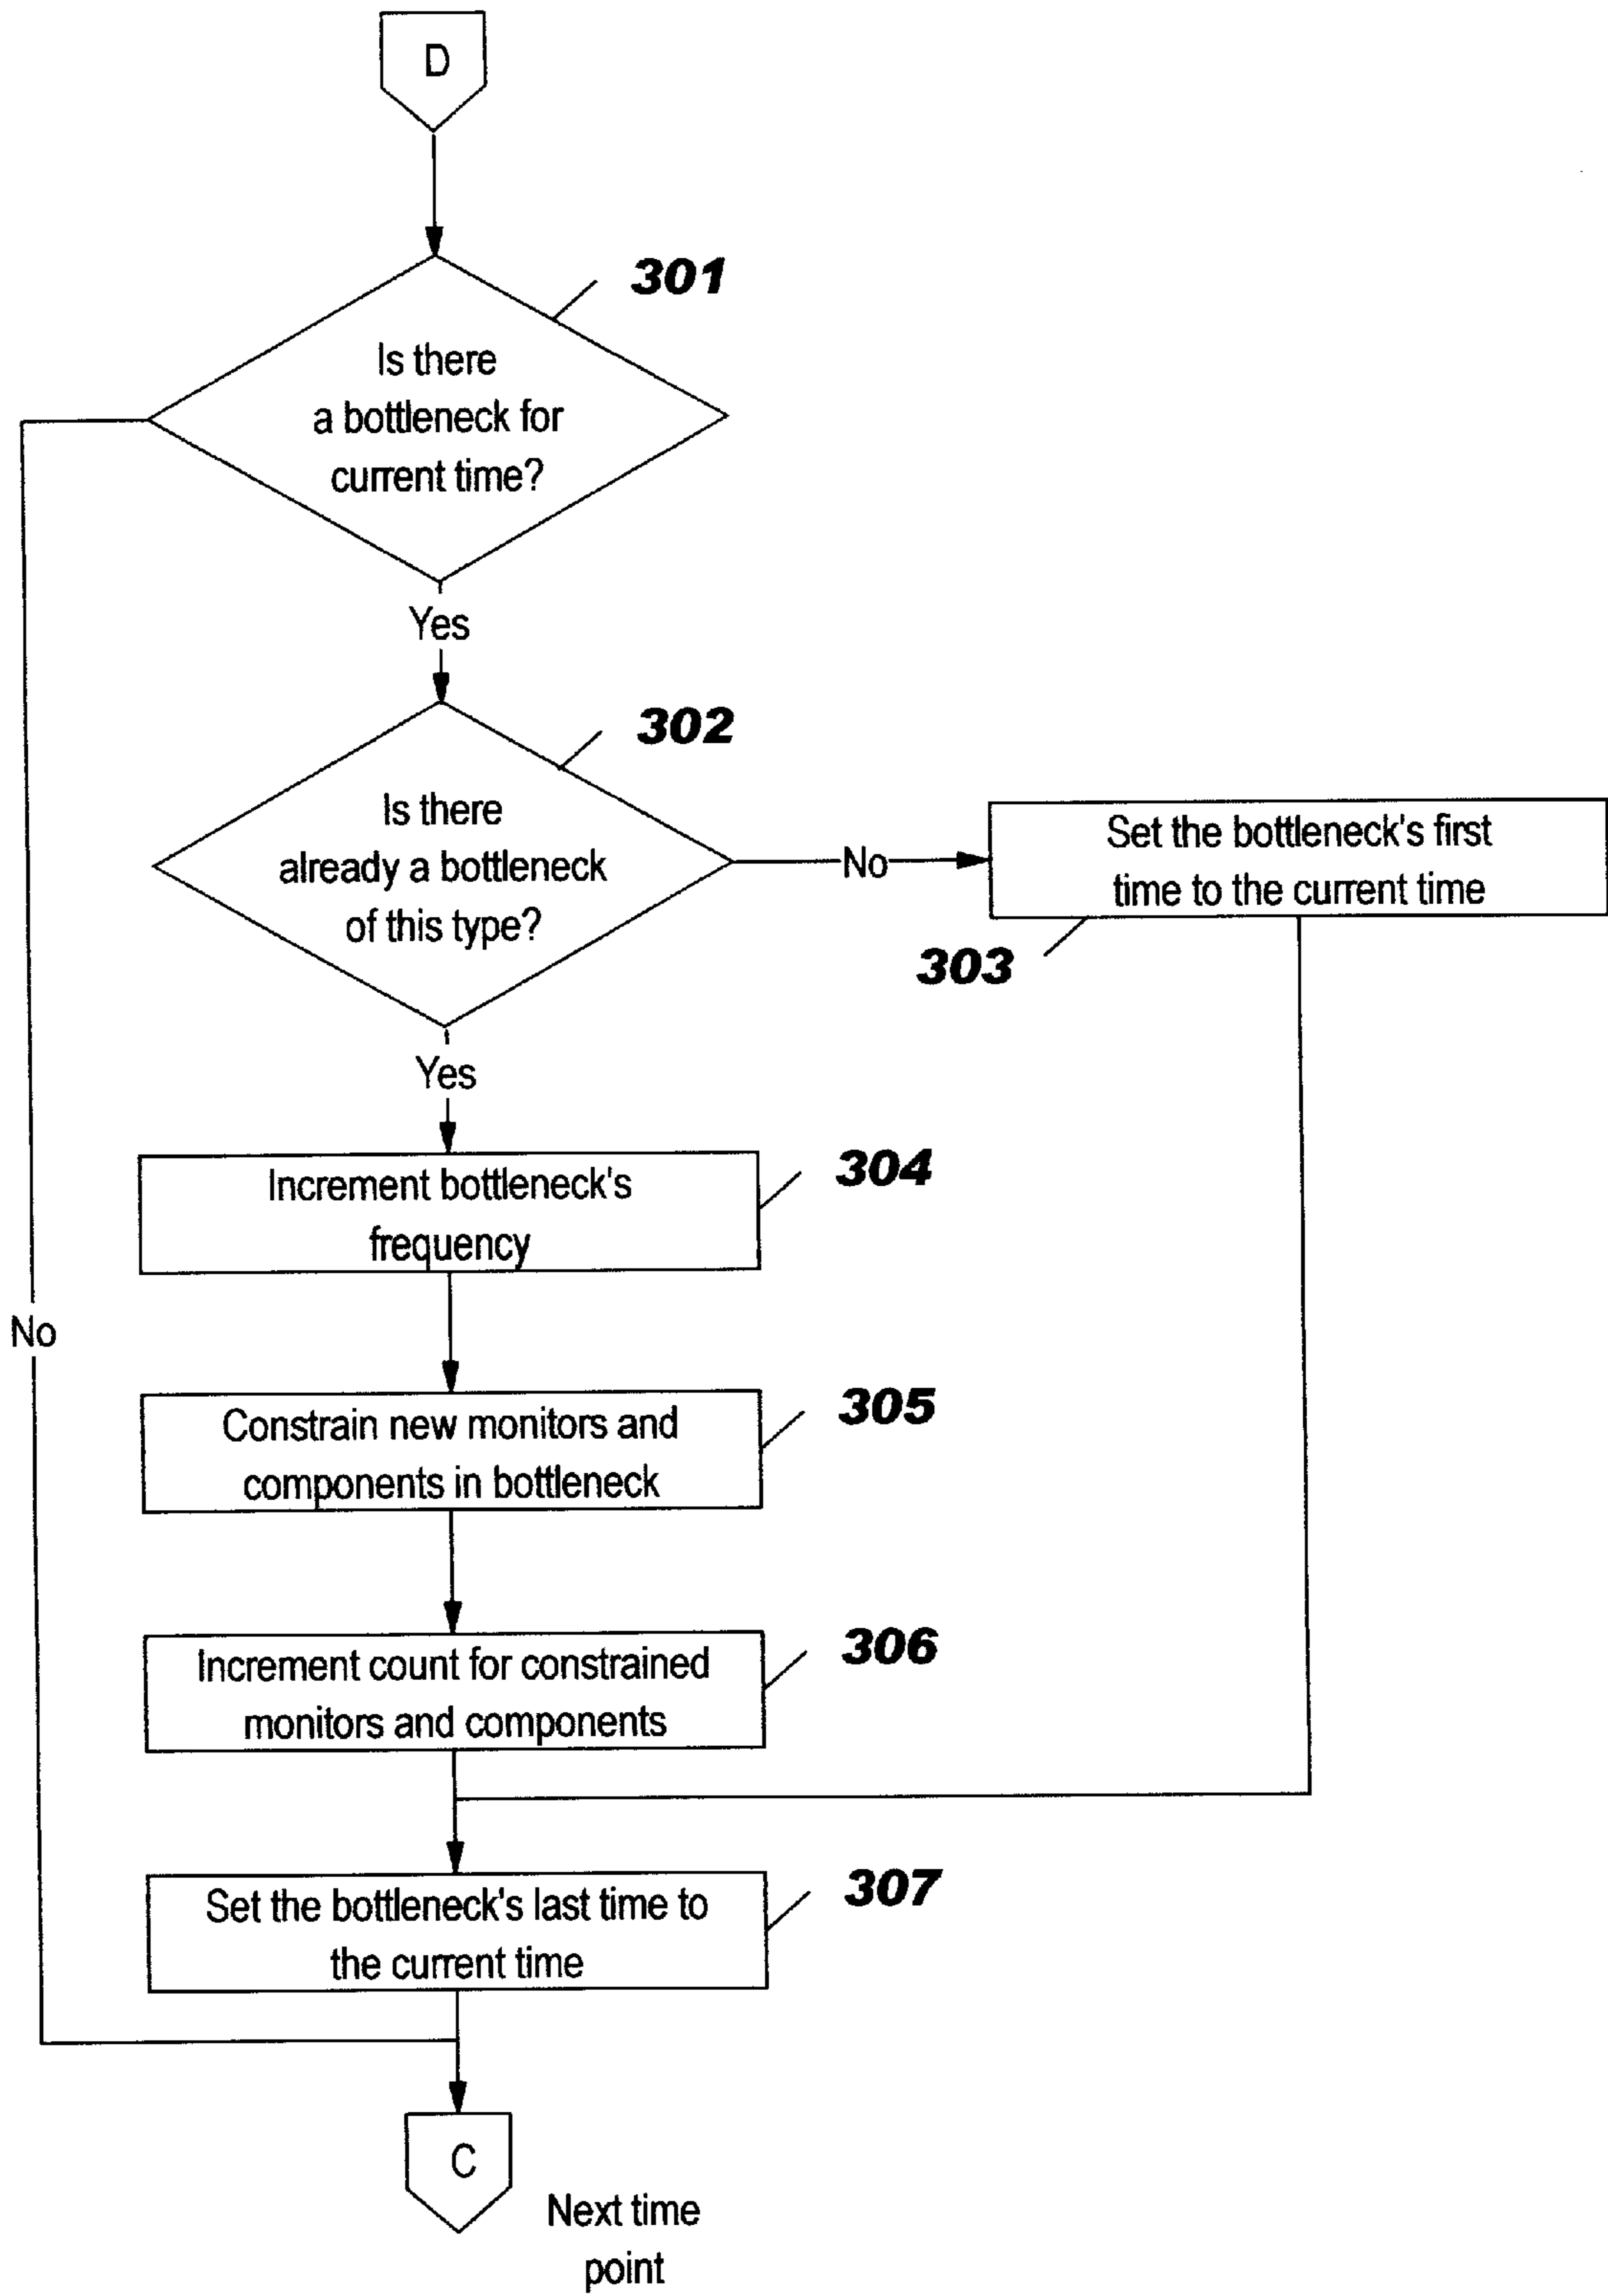 D
301
Is there
a bottleneck for
current time?
Yes
302
Is there
already a bottleneck
of this type?
No
Set the bottleneck's first
time to the current time
303
Yes
304
Increment bottleneck's
frequency
No
305
Constrain new monitors and
components in bottleneck
306
Increment count for constrained
monitors and components
307
Set the bottleneck's last time to
the current time
C
Next time
point